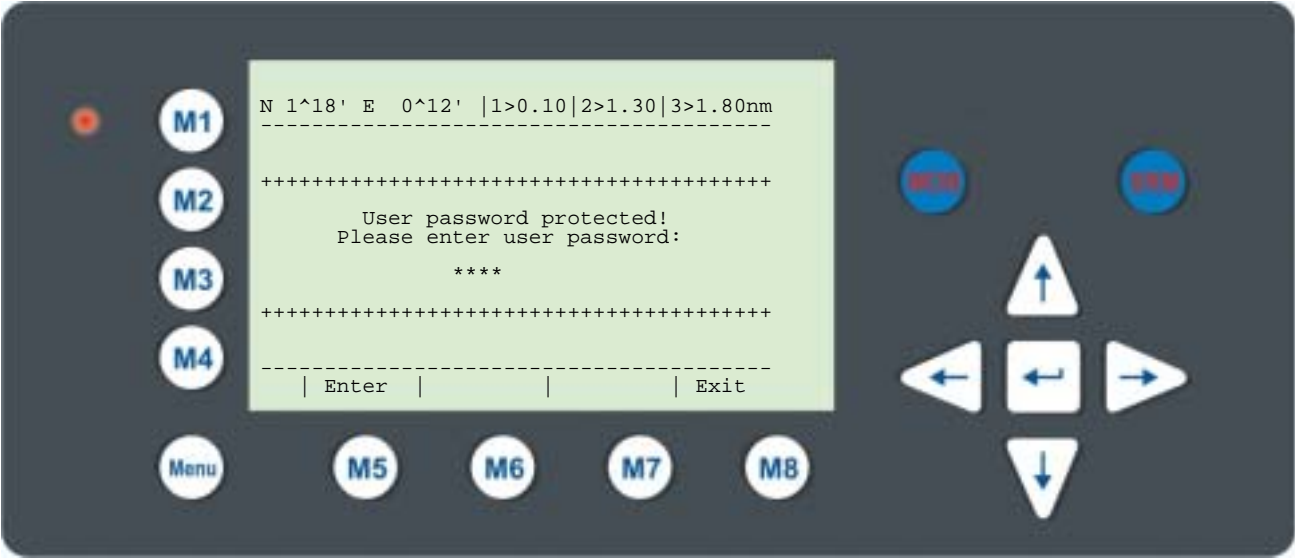 N 1^18' E  0^12' |1>0.10|2>1.30|3>1.80nm
----------------------------------------
++++++++++++++++++++++++++++++++++++++++
User password protected!
Please enter user password:
****
++++++++++++++++++++++++++++++++++++++++
----------------------------------------
| Enter | | | Exit
M1
M2
M3
M4
Menu
M5
M6
M7
M8